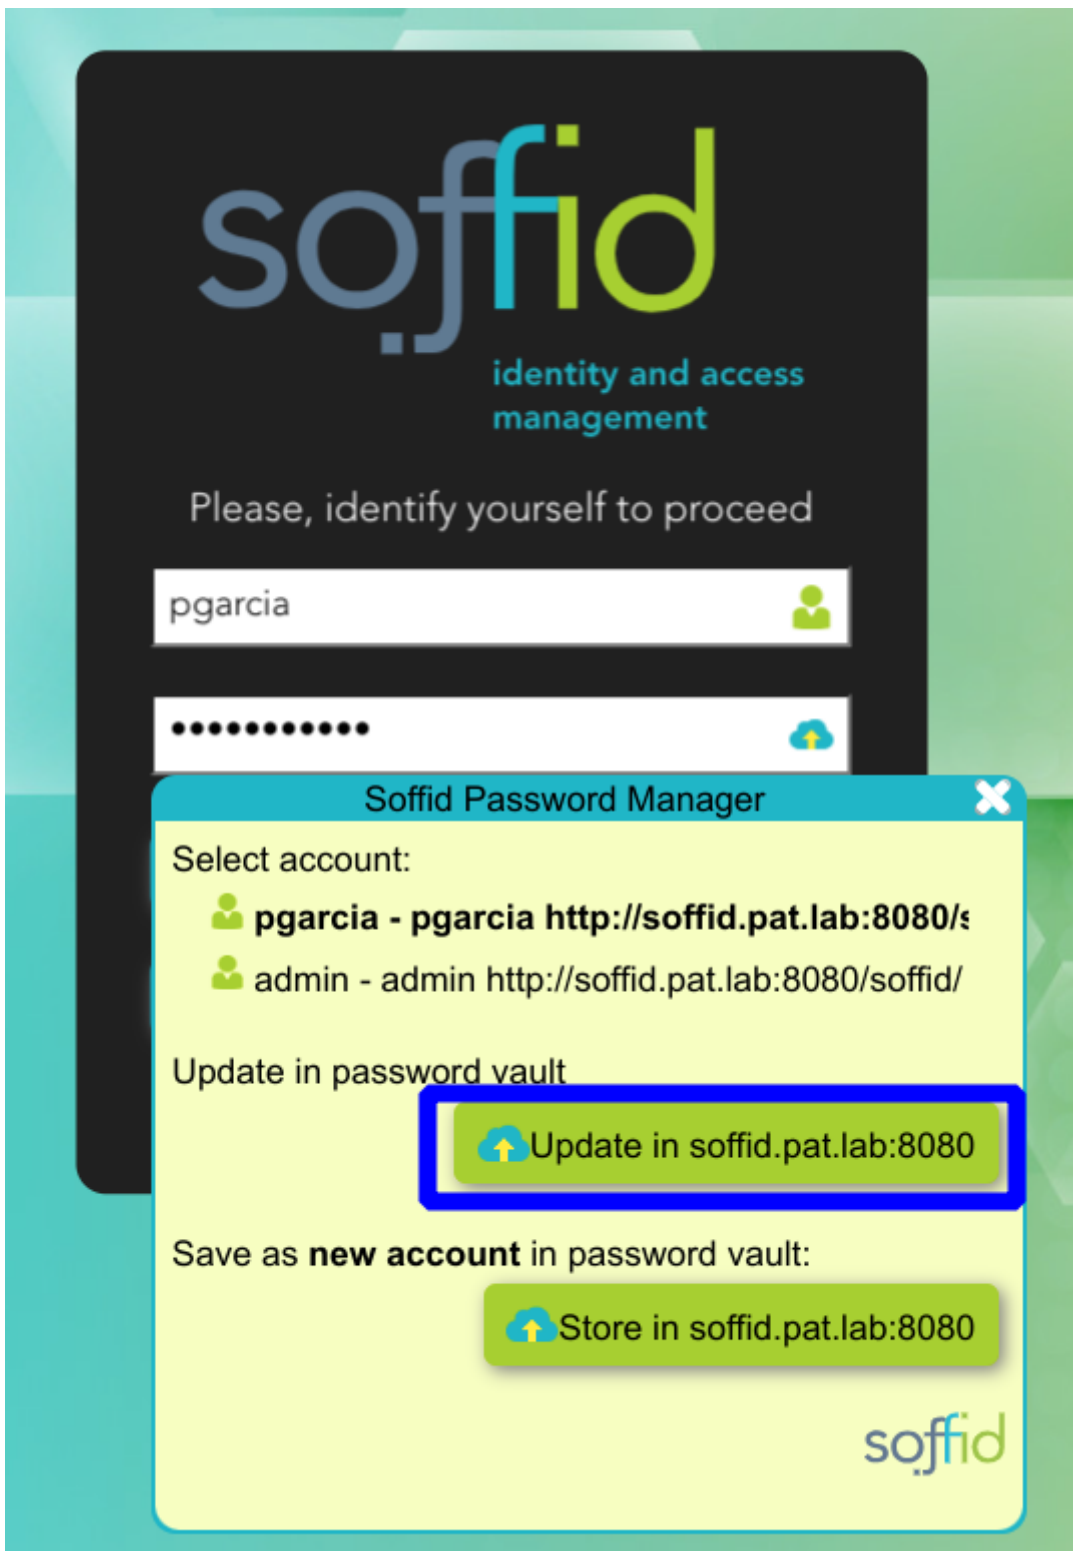 soffid
identity and access
management
Please, identify yourself to proceed
pgarcia
•••••••••••
Soffid Password Manager
Select account:
pgarcia - pgarcia http://soffid.pat.lab:8080/s
admin - admin http://soffid.pat.lab:8080/soffid/
Update in password vault
Update in soffid.pat.lab:8080
Save as new account in password vault:
Store in soffid.pat.lab:8080
soffid